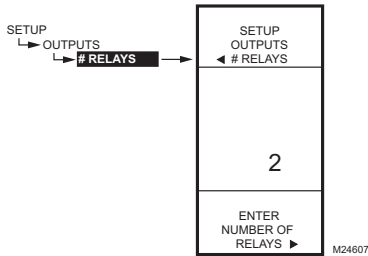 SETUP
OUTPUTS
# RELAYS
SETUP
OUTPUTS
◀ # RELAYS
2
ENTER
NUMBER OF
RELAYS ▶
M24607